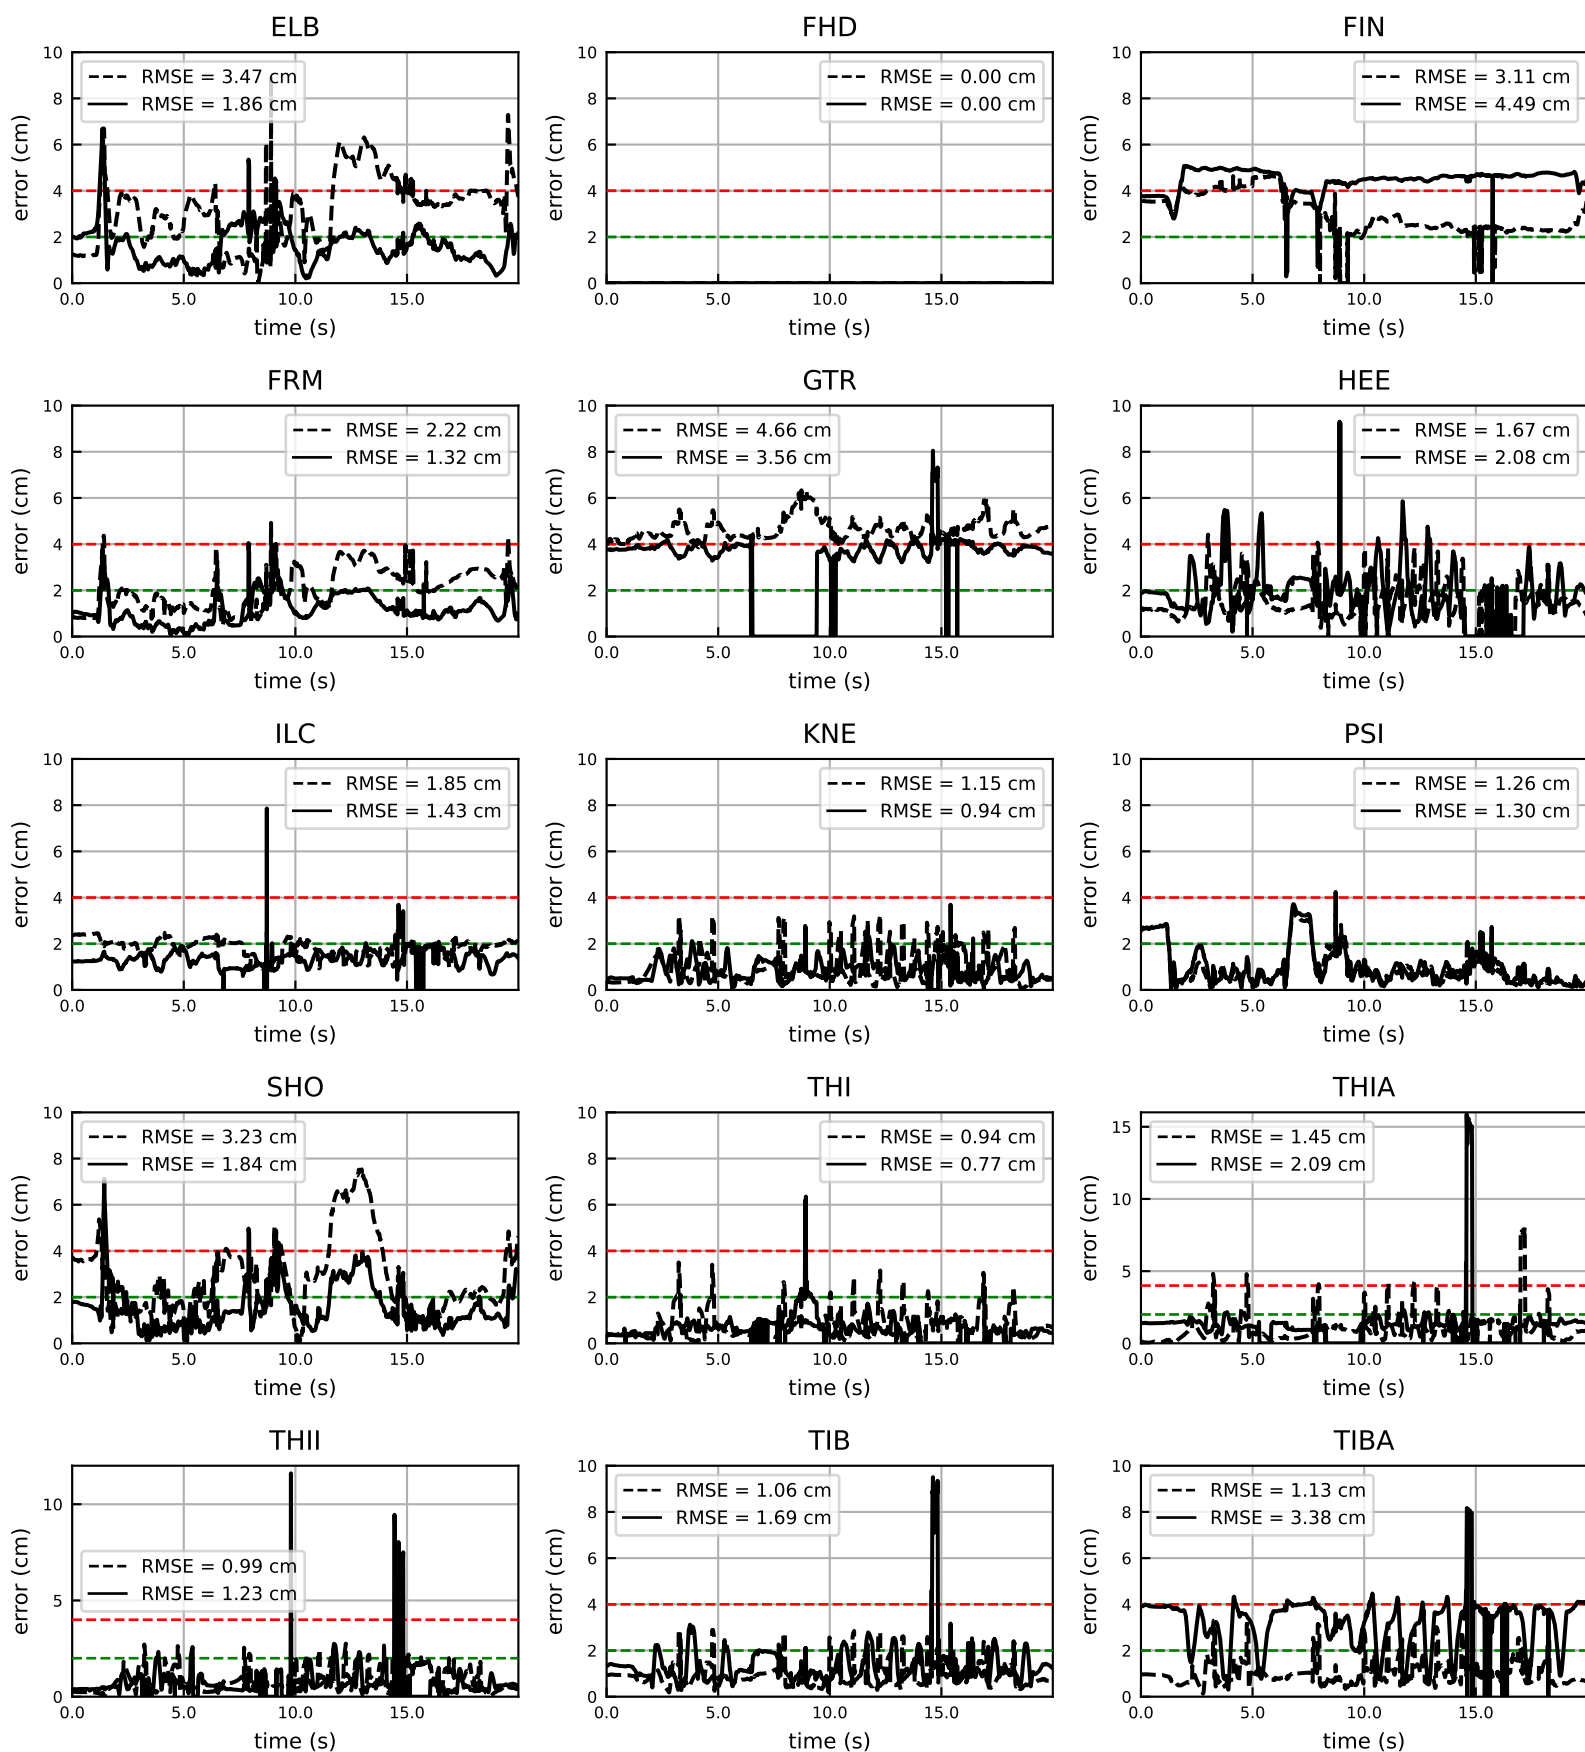 ELB
FHD
FIN
10
8
6
4
2
0
error (cm)
RMSE = 3.47 cm
RMSE = 1.86 cm
0.0
5.0
10.0
15.0
time (s)
10
8
6
4
2
0
error (cm)
RMSE = 0.00 cm
RMSE = 0.00 cm
0.0
5.0
10.0
15.0
time (s)
10
8
6
4
2
0
error (cm)
RMSE = 3.11 cm
RMSE = 4.49 cm
0.0
5.0
10.0
15.0
time (s)
FRM
GTR
HEE
10
8
6
4
2
0
error (cm)
RMSE = 2.22 cm
RMSE = 1.32 cm
0.0
5.0
10.0
15.0
time (s)
10
8
6
4
2
0
error (cm)
RMSE = 4.66 cm
RMSE = 3.56 cm
0.0
5.0
10.0
15.0
time (s)
10
8
6
4
2
0
error (cm)
RMSE = 1.67 cm
RMSE = 2.08 cm
0.0
5.0
10.0
15.0
time (s)
ILC
KNE
PSI
10
8
6
4
2
0
error (cm)
RMSE = 1.85 cm
RMSE = 1.43 cm
0.0
5.0
10.0
15.0
time (s)
10
8
6
4
2
0
error (cm)
RMSE = 1.15 cm
RMSE = 0.94 cm
0.0
5.0
10.0
15.0
time (s)
10
8
6
4
2
0
error (cm)
RMSE = 1.26 cm
RMSE = 1.30 cm
0.0
5.0
10.0
15.0
time (s)
SHO
THI
THIA
10
8
6
4
2
0
error (cm)
RMSE = 3.23 cm
RMSE = 1.84 cm
0.0
5.0
10.0
15.0
time (s)
10
8
6
4
2
0
error (cm)
RMSE = 0.94 cm
RMSE = 0.77 cm
0.0
5.0
10.0
15.0
time (s)
15
10
5
0
error (cm)
RMSE = 1.45 cm
RMSE = 2.09 cm
0.0
5.0
10.0
15.0
time (s)
THII
TIB
TIBA
10
5
0
error (cm)
RMSE = 0.99 cm
RMSE = 1.23 cm
0.0
5.0
10.0
15.0
time (s)
10
8
6
4
2
0
error (cm)
RMSE = 1.06 cm
RMSE = 1.69 cm
0.0
5.0
10.0
15.0
time (s)
10
8
6
4
2
0
error (cm)
RMSE = 1.13 cm
RMSE = 3.38 cm
0.0
5.0
10.0
15.0
time (s)